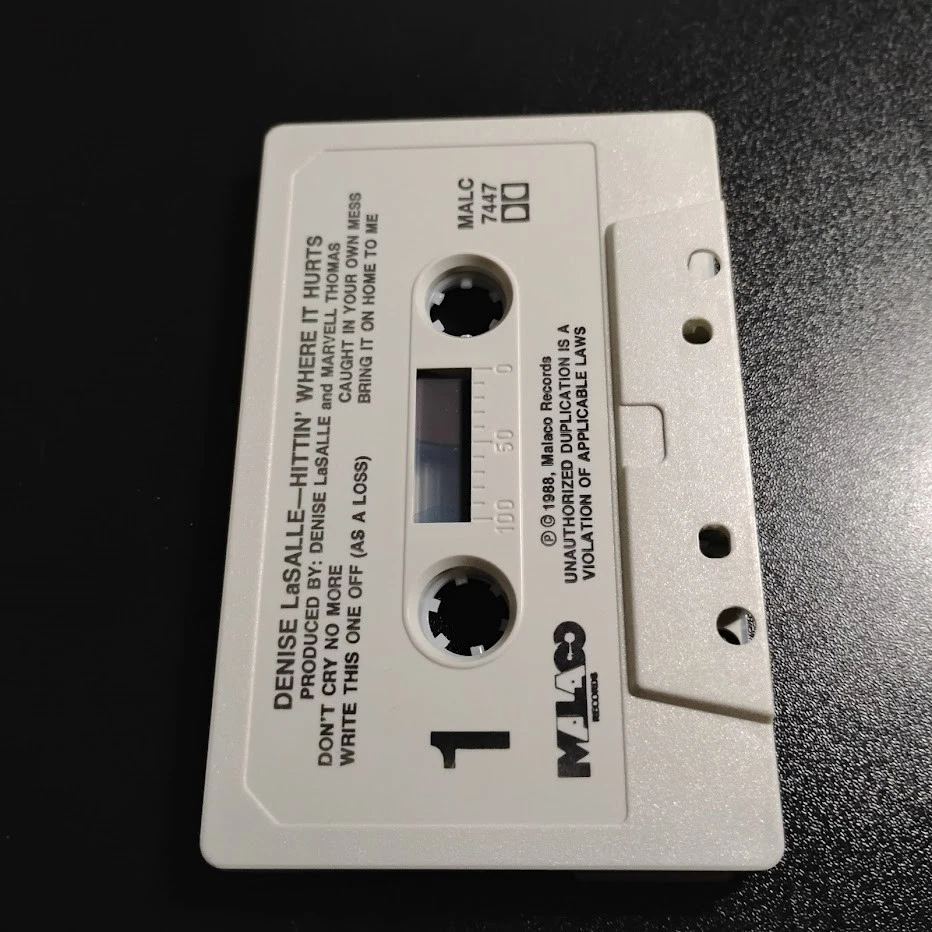 DENISE LaSALLE—HITTIN' WHERE IT HURTS
PRODUCED BY: DENISE LaSALLE and MARVELL THOMAS
DON'T CRY NO MORE
CAUGHT IN YOUR OWN MESS
WRITE THIS ONE OFF (AS A LOSS)
BRING IT ON HOME TO ME
1
100 50 0
MALC
7447
MALACO
RECORDS
Ⓟ © 1988, Malaco Records
UNAUTHORIZED DUPLICATION IS A
VIOLATION OF APPLICABLE LAWS